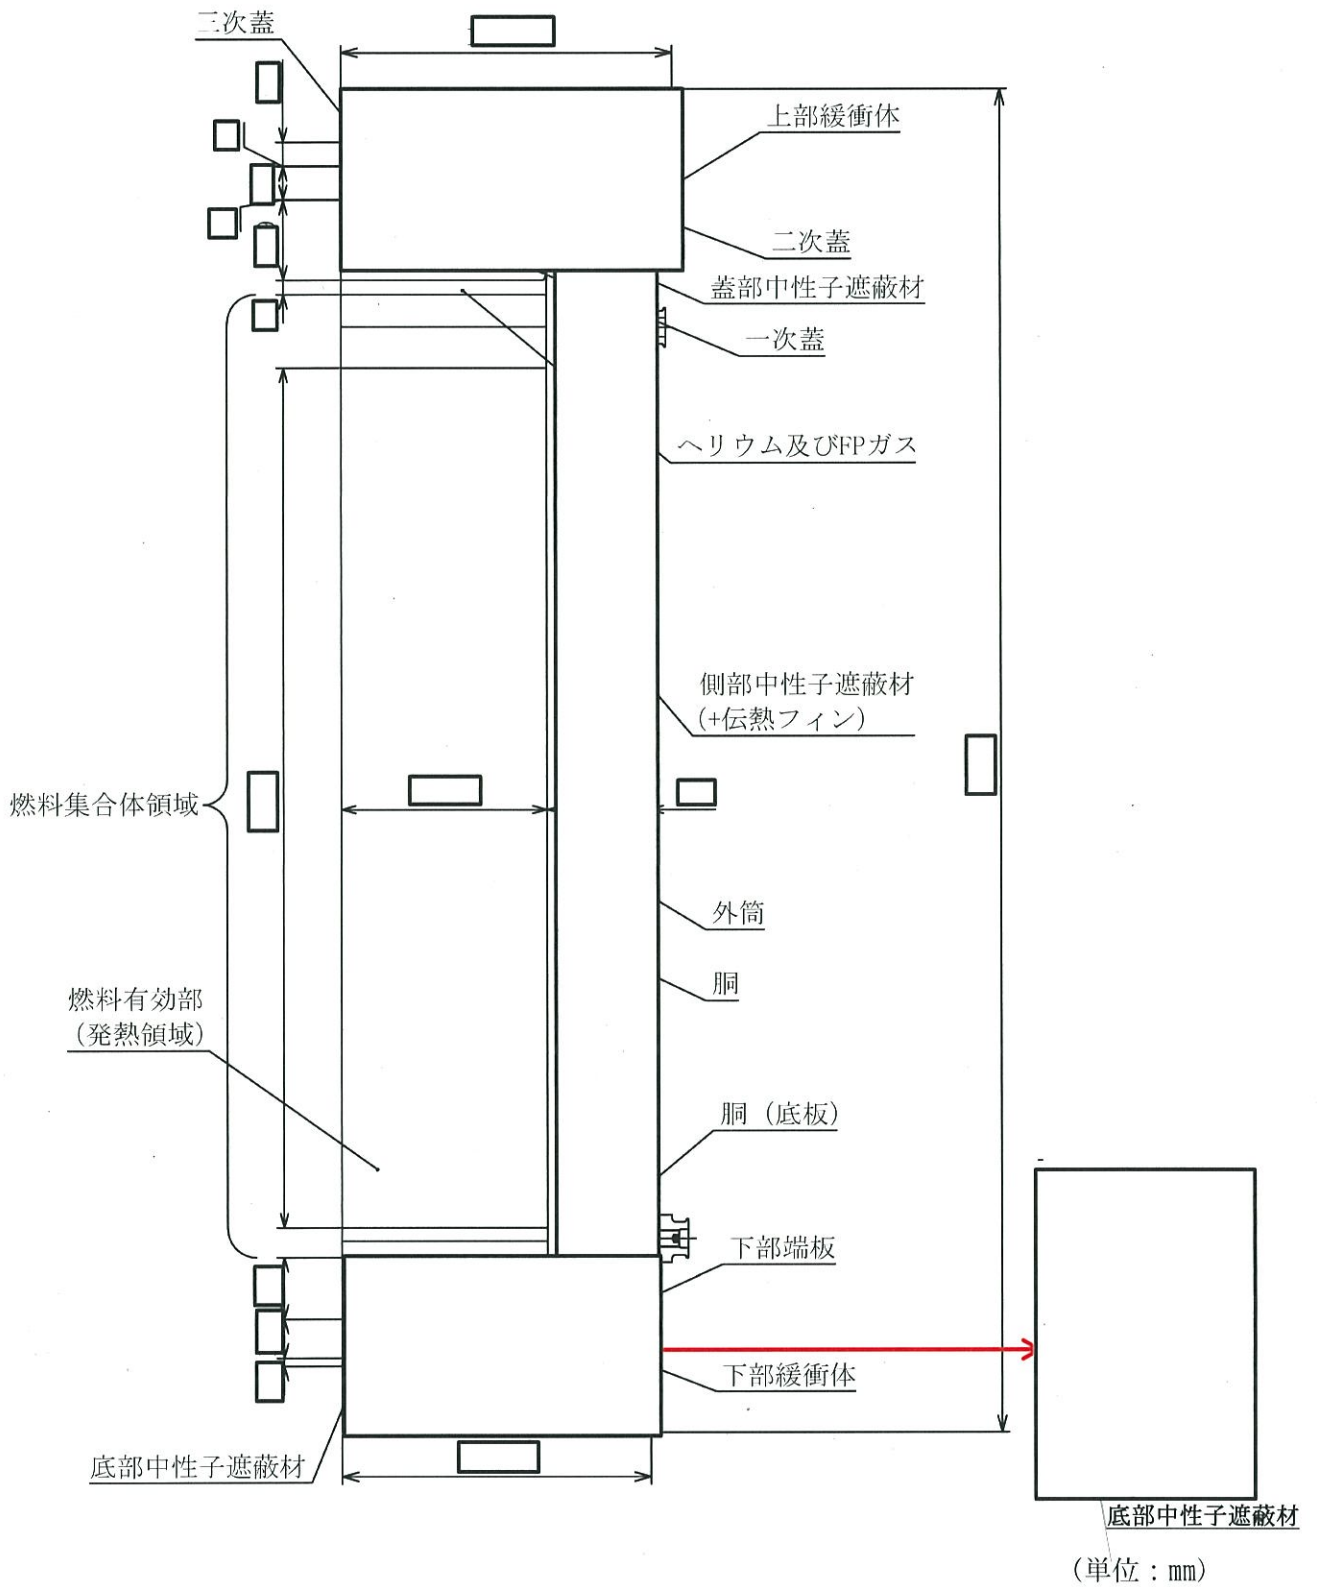 三次蓋
上部緩衝体
二次蓋
蓋部中性子遮蔽材
一次蓋
ヘリウム及びFPガス
側部中性子遮蔽材
(+伝熱フィン)
燃料集合体領域
外筒
胴
燃料有効部
(発熱領域)
胴（底板）
下部端板
下部緩衝体
底部中性子遮蔽材
底部中性子遮蔽材
(単位：mm)